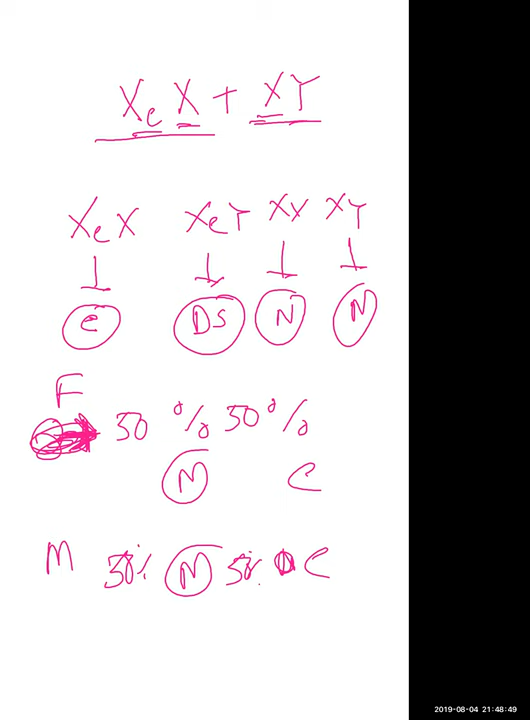 XeX + XY
XeX XeY XX XY
e DS N N
F
50 % 50 %
N C
M 50% N 50% C
2019-08-04 21:48:49